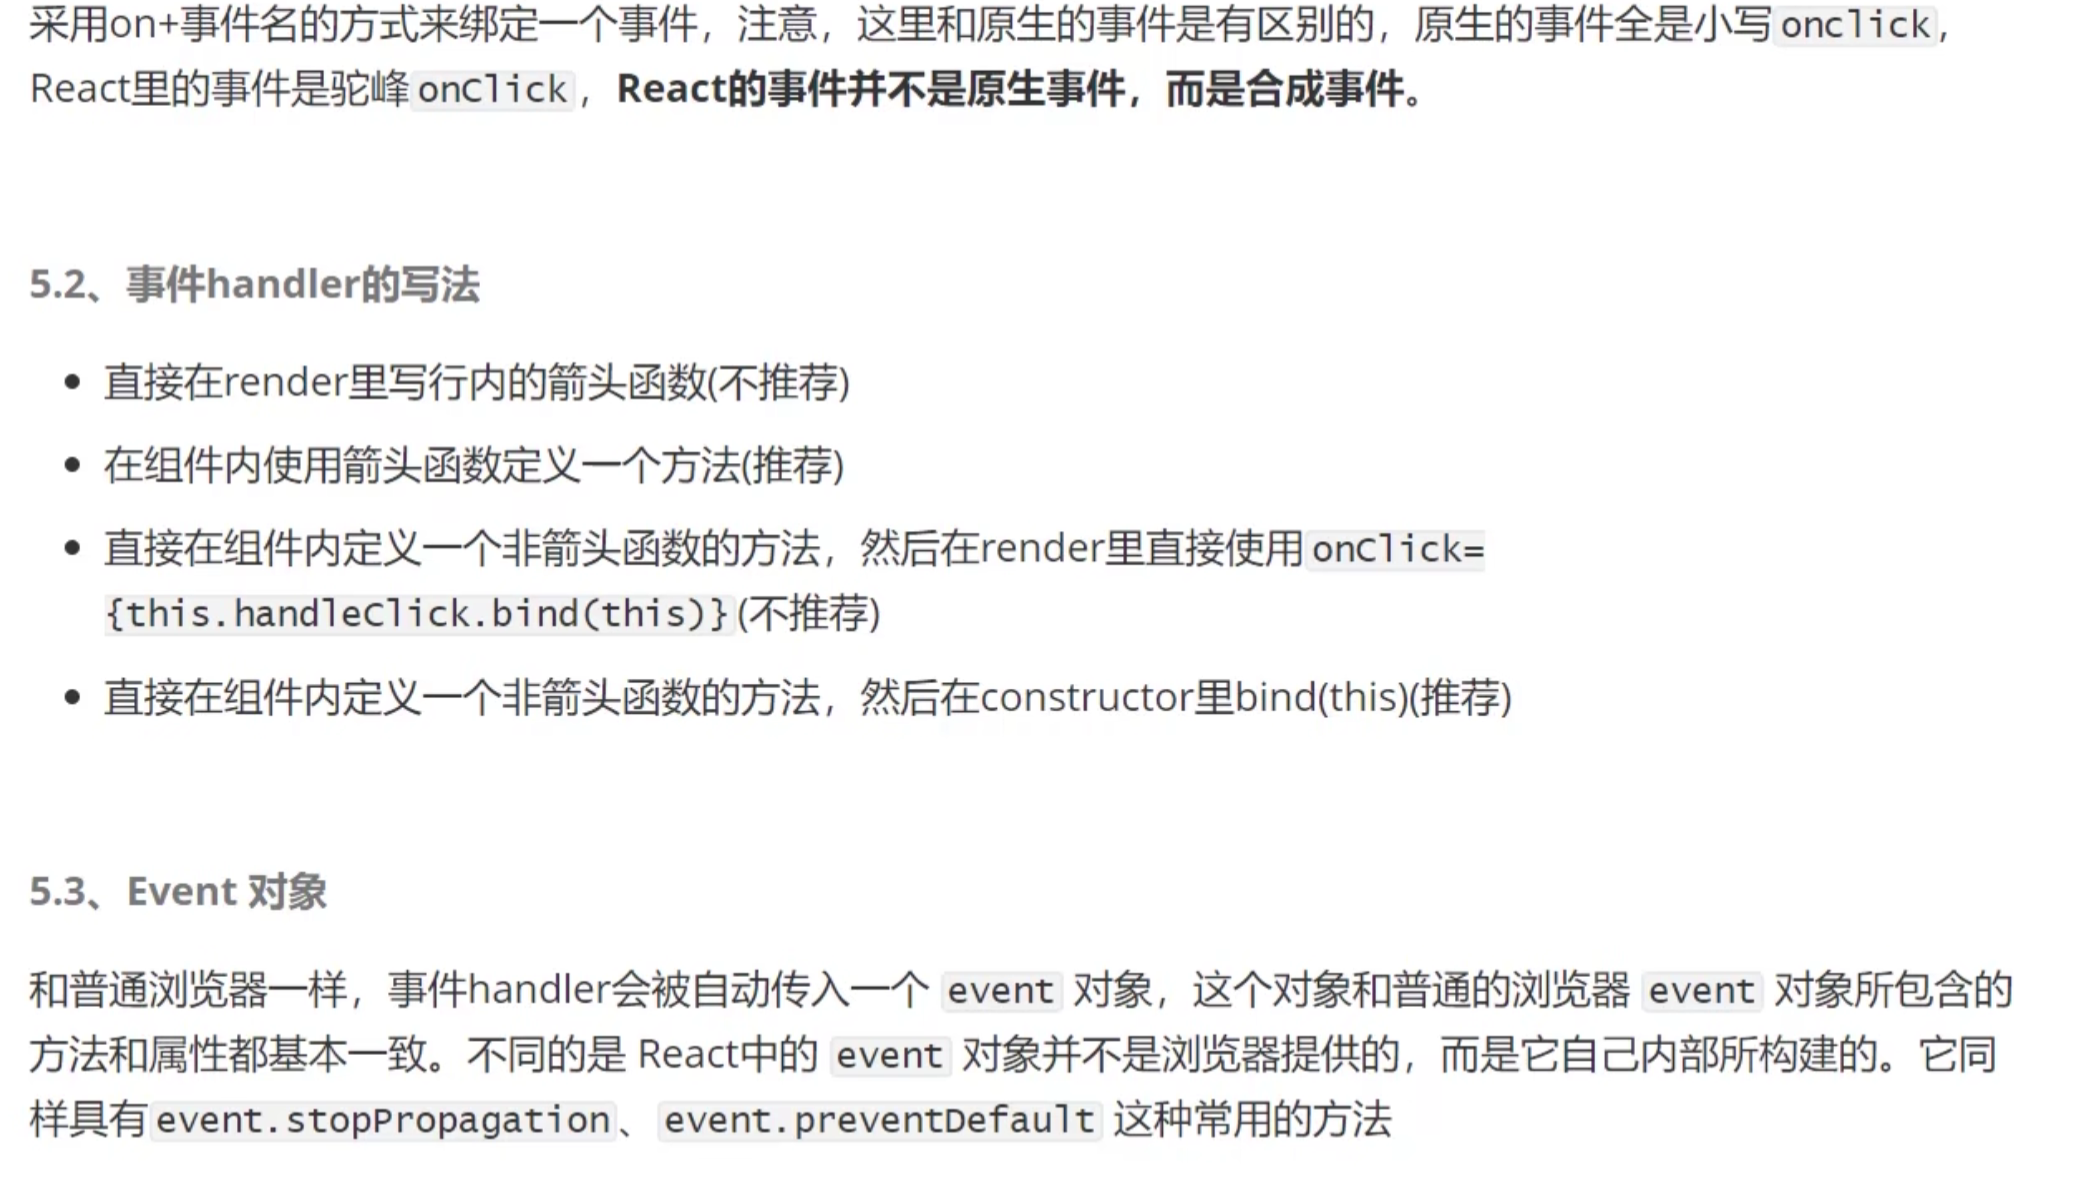 采用on+事件名的方式来绑定一个事件，注意，这里和原生的事件是有区别的，原生的事件全是小写onclick，
React里的事件是驼峰onClick，React的事件并不是原生事件，而是合成事件。
5.2、事件handler的写法
• 直接在render里写行内的箭头函数(不推荐)
• 在组件内使用箭头函数定义一个方法(推荐)
• 直接在组件内定义一个非箭头函数的方法，然后在render里直接使用onClick=
{this.handleClick.bind(this)}(不推荐)
• 直接在组件内定义一个非箭头函数的方法，然后在constructor里bind(this)(推荐)
5.3、Event 对象
和普通浏览器一样，事件handler会被自动传入一个 event 对象，这个对象和普通的浏览器 event 对象所包含的
方法和属性都基本一致。不同的是 React中的 event 对象并不是浏览器提供的，而是它自己内部所构建的。它同
样具有event.stopPropagation、event.preventDefault 这种常用的方法